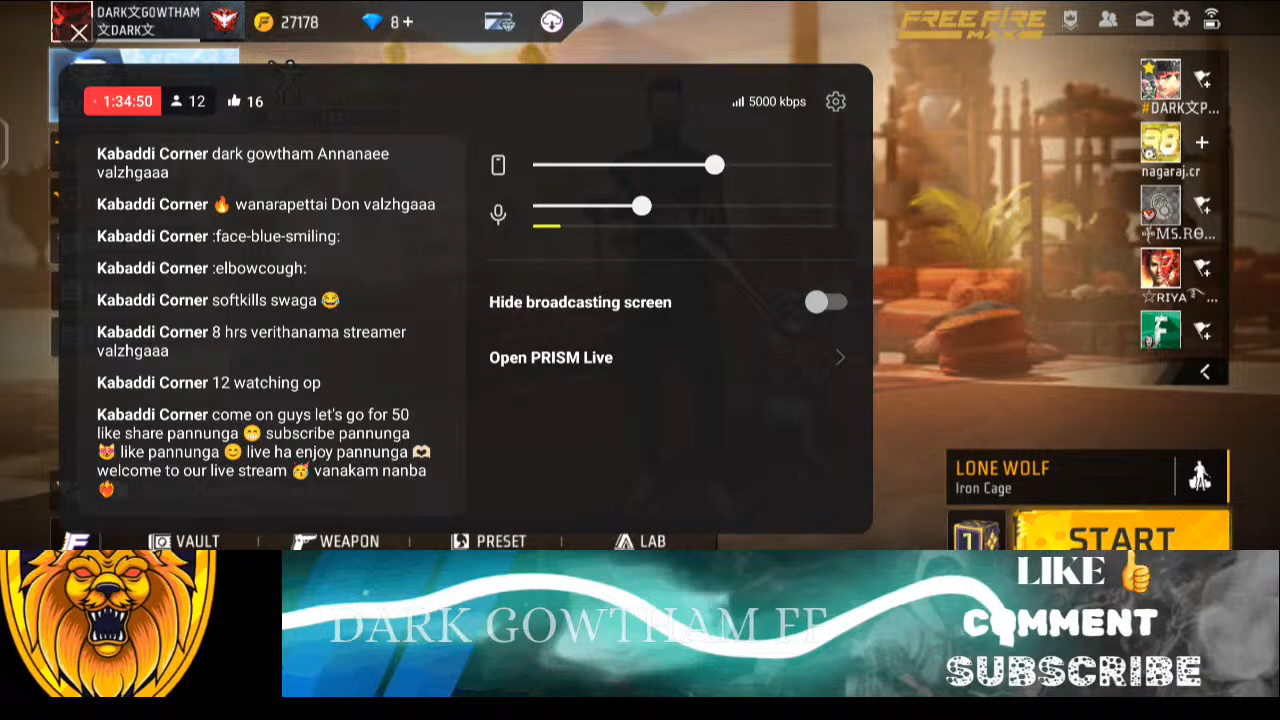 DARK文GOWTHAM
文DARK文
27178
8+
FREE FIRE
MAX
1:34:50
12
16
5000 kbps
Kabaddi Corner dark gowtham Annanaee
valzhgaaa
Kabaddi Corner 🔥 wanarapettai Don valzhgaaa
Kabaddi Corner :face-blue-smiling:
Kabaddi Corner :elbowcough:
Kabaddi Corner softkills swaga 😂
Kabaddi Corner 8 hrs verithanama streamer
valzhgaaa
Kabaddi Corner 12 watching op
Kabaddi Corner come on guys let's go for 50
like share pannunga 😁 subscribe pannunga
😻 like pannunga 😊 live ha enjoy pannunga 🫶
welcome to our live stream 🥳 vanakam nanba
❤️‍🔥
Hide broadcasting screen
Open PRISM Live
#DARK文P...
nagaraj.cr
☆RIYA
LONE WOLF
Iron Cage
START
VAULT
WEAPON
PRESET
LAB
DARK GOWTHAM FF
LIKE 👍
COMMENT
SUBSCRIBE